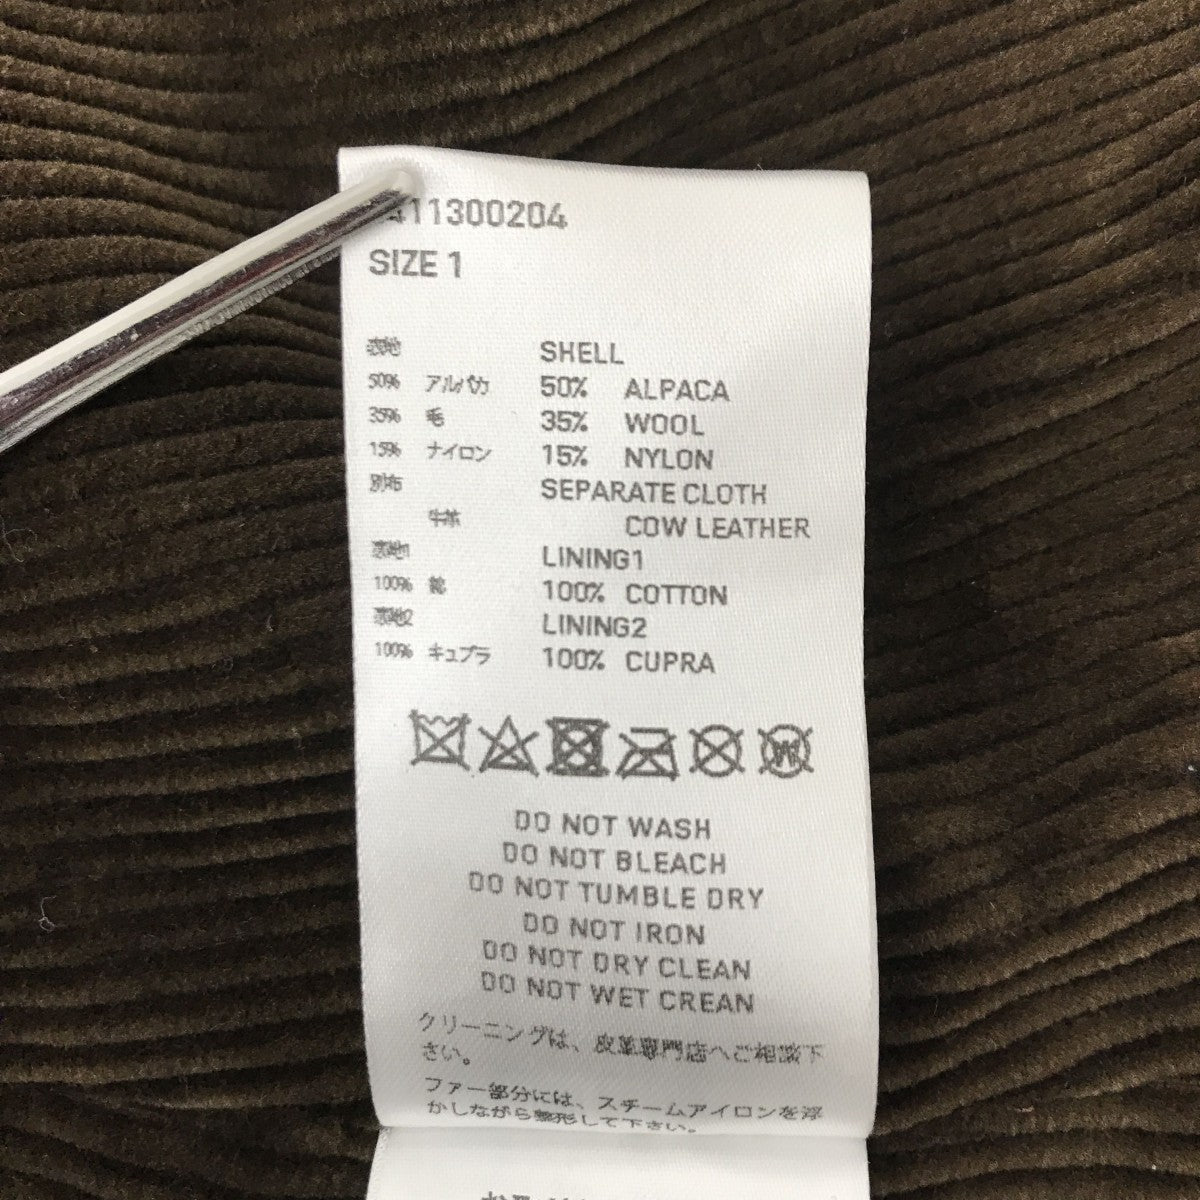 411300204
SIZE 1
表地 SHELL
50% アルパカ 50% ALPACA
35% 毛 35% WOOL
15% ナイロン 15% NYLON
別布 SEPARATE CLOTH
牛革 COW LEATHER
裏地1 LINING1
100% 綿 100% COTTON
裏地2 LINING2
100% キュプラ 100% CUPRA
W
DO NOT WASH
DO NOT BLEACH
DO NOT TUMBLE DRY
DO NOT IRON
DO NOT DRY CLEAN
DO NOT WET CREAN
クリーニングは、皮革専門店へご相談下
さい。
ファー部分には、スチームアイロンを浮
かしながら整形して下さい。